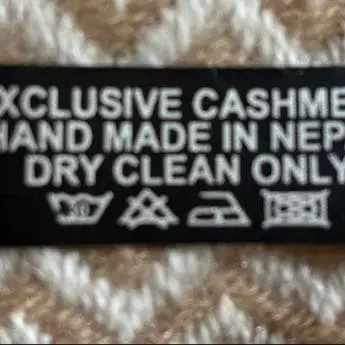 XCLUSIVE CASHME
HAND MADE IN NEP
DRY CLEAN ONLY